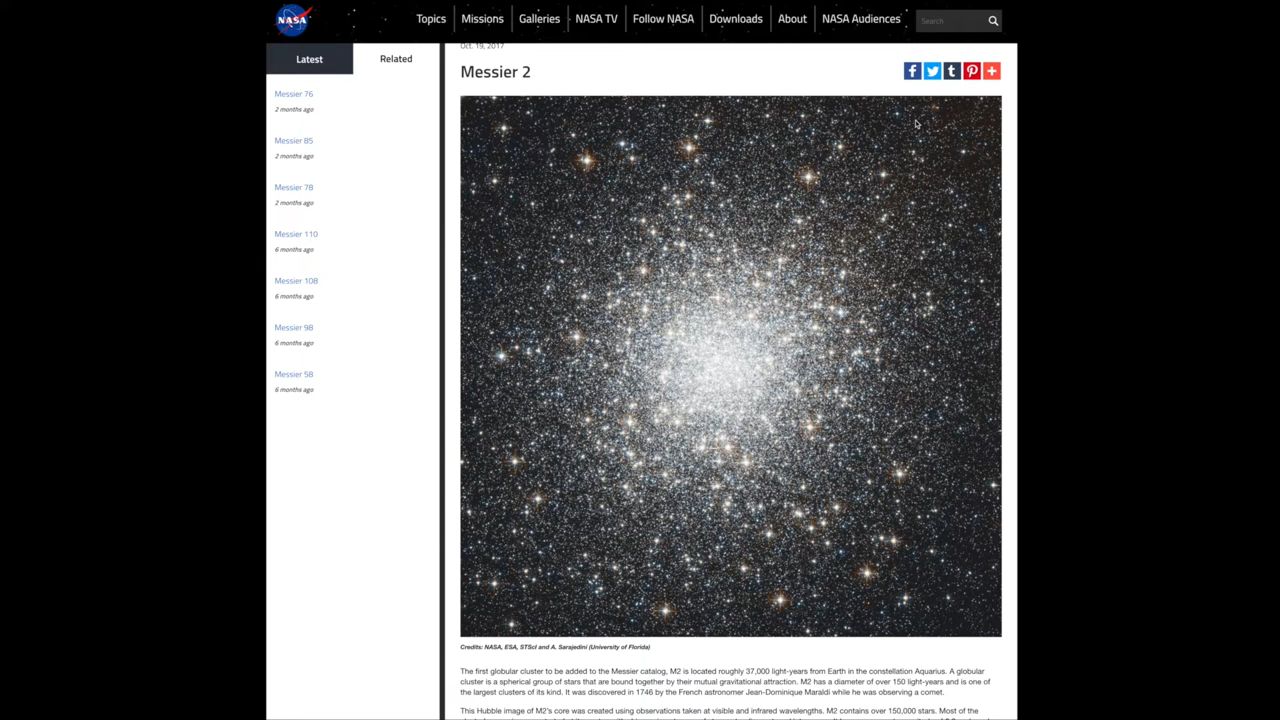 NASA
Topics
Missions
Galleries
NASA TV
Follow NASA
Downloads
About
NASA Audiences
Search
Latest
Related
Messier 76
2 months ago
Messier 85
2 months ago
Messier 78
2 months ago
Messier 110
6 months ago
Messier 108
6 months ago
Messier 98
6 months ago
Messier 58
6 months ago
Oct. 19, 2017
Messier 2
Credits: NASA, ESA, STScI and A. Sarajedini (University of Florida)
The first globular cluster to be added to the Messier catalog, M2 is located roughly 37,000 light-years from Earth in the constellation Aquarius. A globular
cluster is a spherical group of stars that are bound together by their mutual gravitational attraction. M2 has a diameter of over 150 light-years and is one of
the largest clusters of its kind. It was discovered in 1746 by the French astronomer Jean-Dominique Maraldi while he was observing a comet.
This Hubble image of M2's core was created using observations taken at visible and infrared wavelengths. M2 contains over 150,000 stars. Most of the